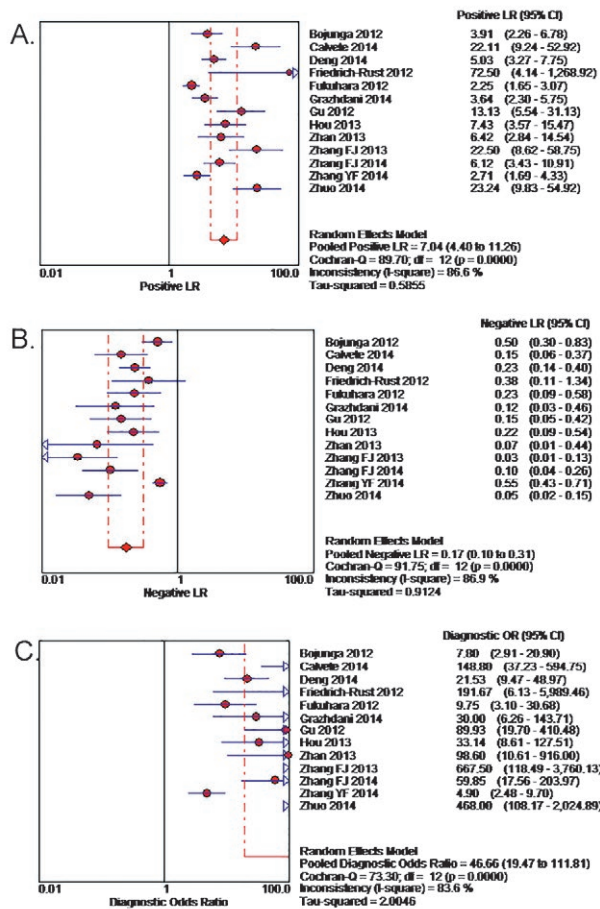 A.
Positive LR (95% CI)
Bojunga 2012 3.91 (2.26 - 6.78)
Calvete 2014 22.11 (9.24 - 52.92)
Deng 2014 5.03 (3.27 - 7.75)
Friedrich-Rust 2012 72.50 (4.14 - 1,268.92)
Fukuhara 2012 2.25 (1.65 - 3.07)
Grazhdani 2014 3.64 (2.30 - 5.75)
Gu 2012 13.13 (5.54 - 31.13)
Hou 2013 7.43 (3.57 - 15.47)
Zhan 2013 6.42 (2.84 - 14.54)
Zhang FJ 2013 22.50 (8.62 - 58.75)
Zhang FJ 2014 6.12 (3.43 - 10.91)
Zhang YF 2014 2.71 (1.69 - 4.33)
Zhuo 2014 23.24 (9.83 - 54.92)
Random Effects Model
Pooled Positive LR = 7.04 (4.40 to 11.26)
Cochran-Q = 89.70; df = 12 (p = 0.0000)
Inconsistency (I-square) = 86.6 %
Tau-squared = 0.5855
0.01 1 100.0
Positive LR
B.
Negative LR (95% CI)
Bojunga 2012 0.50 (0.30 - 0.83)
Calvete 2014 0.15 (0.06 - 0.37)
Deng 2014 0.23 (0.14 - 0.40)
Friedrich-Rust 2012 0.38 (0.11 - 1.34)
Fukuhara 2012 0.23 (0.09 - 0.58)
Grazhdani 2014 0.12 (0.03 - 0.46)
Gu 2012 0.15 (0.05 - 0.42)
Hou 2013 0.22 (0.09 - 0.54)
Zhan 2013 0.07 (0.01 - 0.44)
Zhang FJ 2013 0.03 (0.01 - 0.13)
Zhang FJ 2014 0.10 (0.04 - 0.26)
Zhang YF 2014 0.55 (0.43 - 0.71)
Zhuo 2014 0.05 (0.02 - 0.15)
Random Effects Model
Pooled Negative LR = 0.17 (0.10 to 0.31)
Cochran-Q = 91.75; df = 12 (p = 0.0000)
Inconsistency (I-square) = 86.9 %
Tau-squared = 0.9124
0.01 1 100.0
Negative LR
C.
Diagnostic OR (95% CI)
Bojunga 2012 7.80 (2.91 - 20.90)
Calvete 2014 148.80 (37.23 - 594.75)
Deng 2014 21.53 (9.47 - 48.97)
Friedrich-Rust 2012 191.67 (6.13 - 5,989.46)
Fukuhara 2012 9.75 (3.10 - 30.68)
Grazhdani 2014 30.00 (6.26 - 143.71)
Gu 2012 89.93 (19.70 - 410.48)
Hou 2013 33.14 (8.61 - 127.51)
Zhan 2013 98.60 (10.61 - 916.00)
Zhang FJ 2013 667.50 (118.49 - 3,760.13)
Zhang FJ 2014 59.85 (17.56 - 203.97)
Zhang YF 2014 4.90 (2.48 - 9.70)
Zhuo 2014 468.00 (108.17 - 2,024.89)
Random Effects Model
Pooled Diagnostic Odds Ratio = 46.66 (19.47 to 111.81)
Cochran-Q = 73.30; df = 12 (p = 0.0000)
Inconsistency (I-square) = 83.6 %
Tau-squared = 2.0046
0.01 1 100.0
Diagnostic Odds Ratio